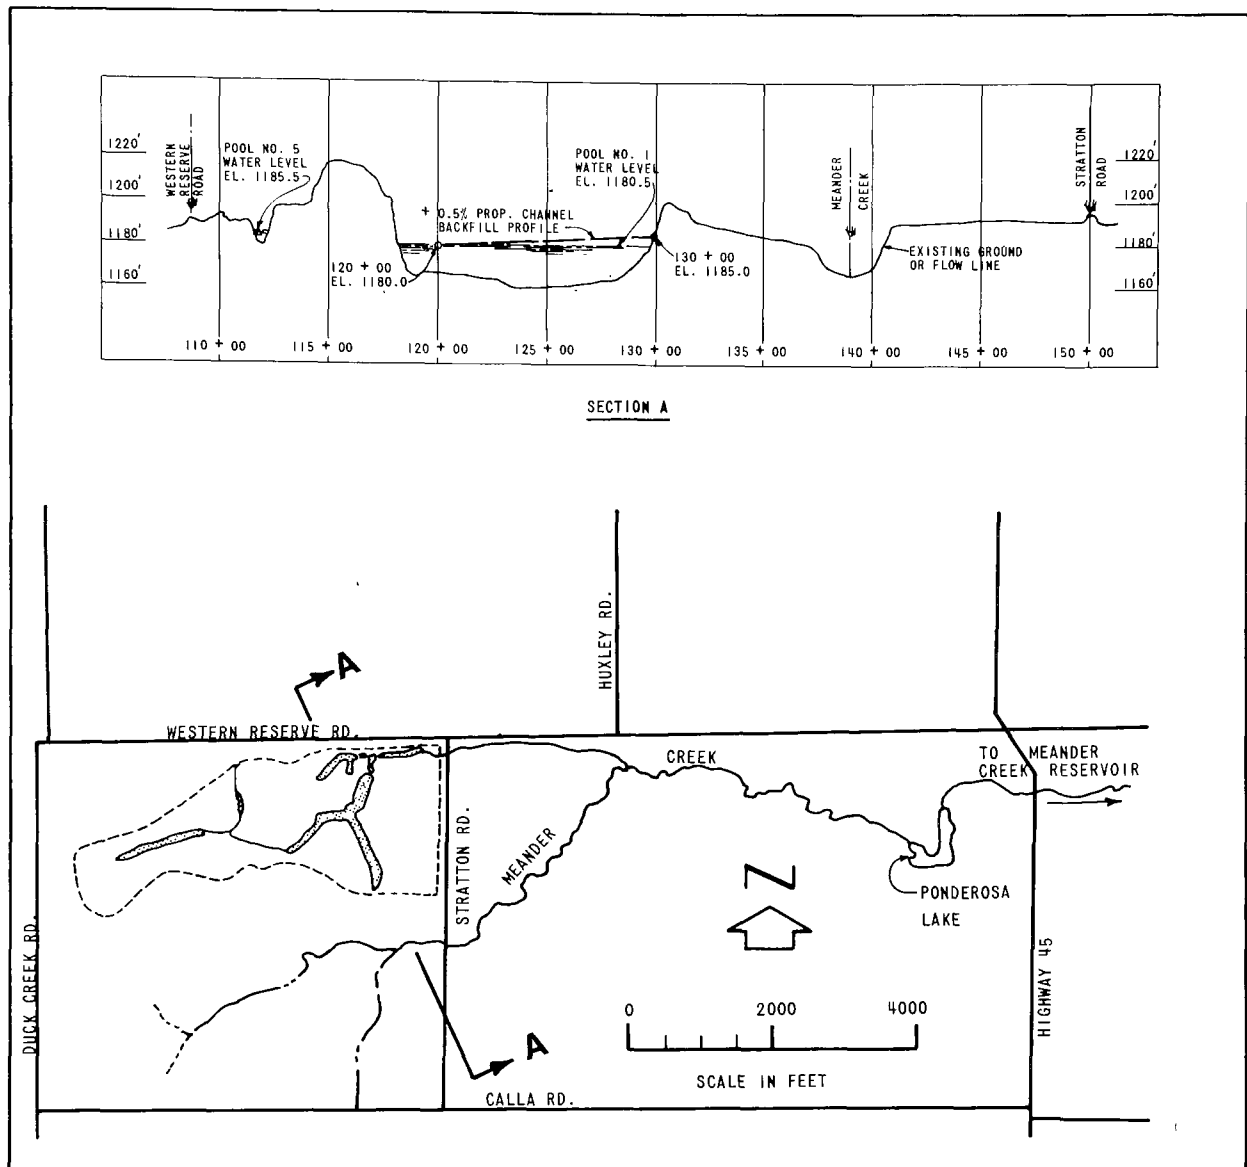 1220'
1200'
1180'
1160'
WESTERN
RESERVE
ROAD
POOL NO. 5
WATER LEVEL
EL. 1185.5
+ 0.5% PROP. CHANNEL
BACKFILL PROFILE
POOL NO. 1
WATER LEVEL
EL. 1180.5
120 + 00
EL. 1180.0
130 + 00
EL. 1185.0
MEANDER
CREEK
EXISTING GROUND
OR FLOW LINE
STRATTON
ROAD
1220'
1200'
1180'
1160'
110 + 00
115 + 00
120 + 00
125 + 00
130 + 00
135 + 00
140 + 00
145 + 00
150 + 00
SECTION A
A
HUXLEY RD.
WESTERN RESERVE RD.
CREEK
TO MEANDER
CREEK RESERVOIR
STRATTON RD.
MEANDER
PONDEROSA
LAKE
N
DUCK CREEK RD.
HIGHWAY 45
0 2000 4000
SCALE IN FEET
A
CALLA RD.